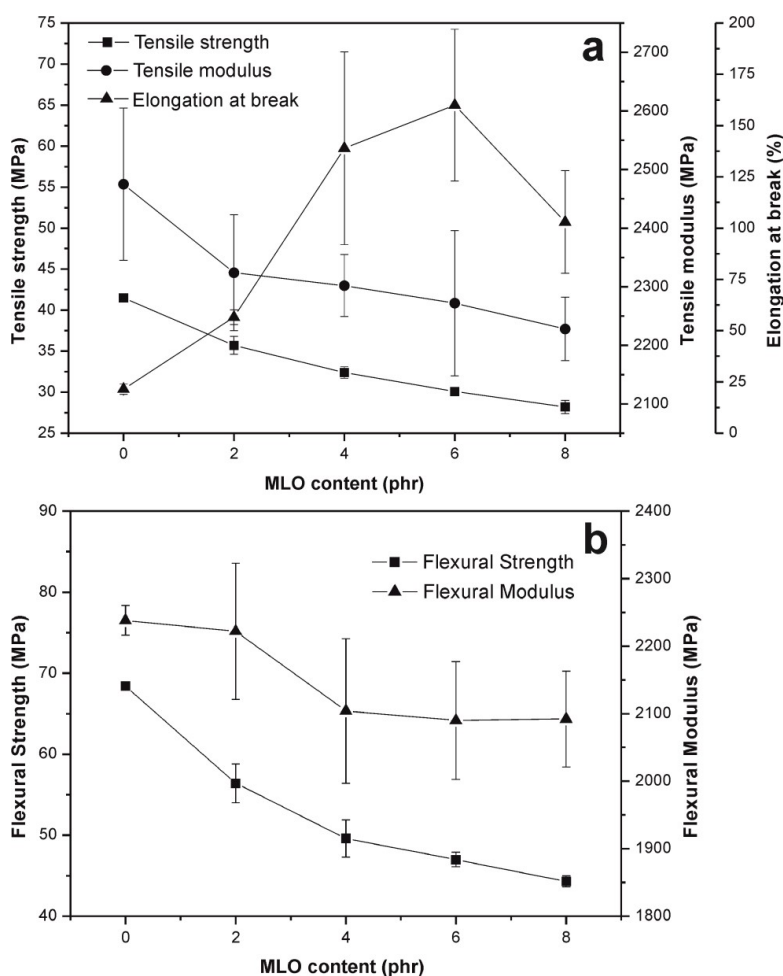 a
Tensile strength
Tensile modulus
Elongation at break
75
70
65
60
55
50
45
40
35
30
25
Tensile strength (MPa)
2700
2600
2500
2400
2300
2200
2100
Tensile modulus (MPa)
200
175
150
125
100
75
50
25
0
Elongation at break (%)
0 2 4 6 8
MLO content (phr)
b
Flexural Strength
Flexural Modulus
90
80
70
60
50
40
Flexural Strength (MPa)
2400
2300
2200
2100
2000
1900
1800
Flexural Modulus (MPa)
0 2 4 6 8
MLO content (phr)